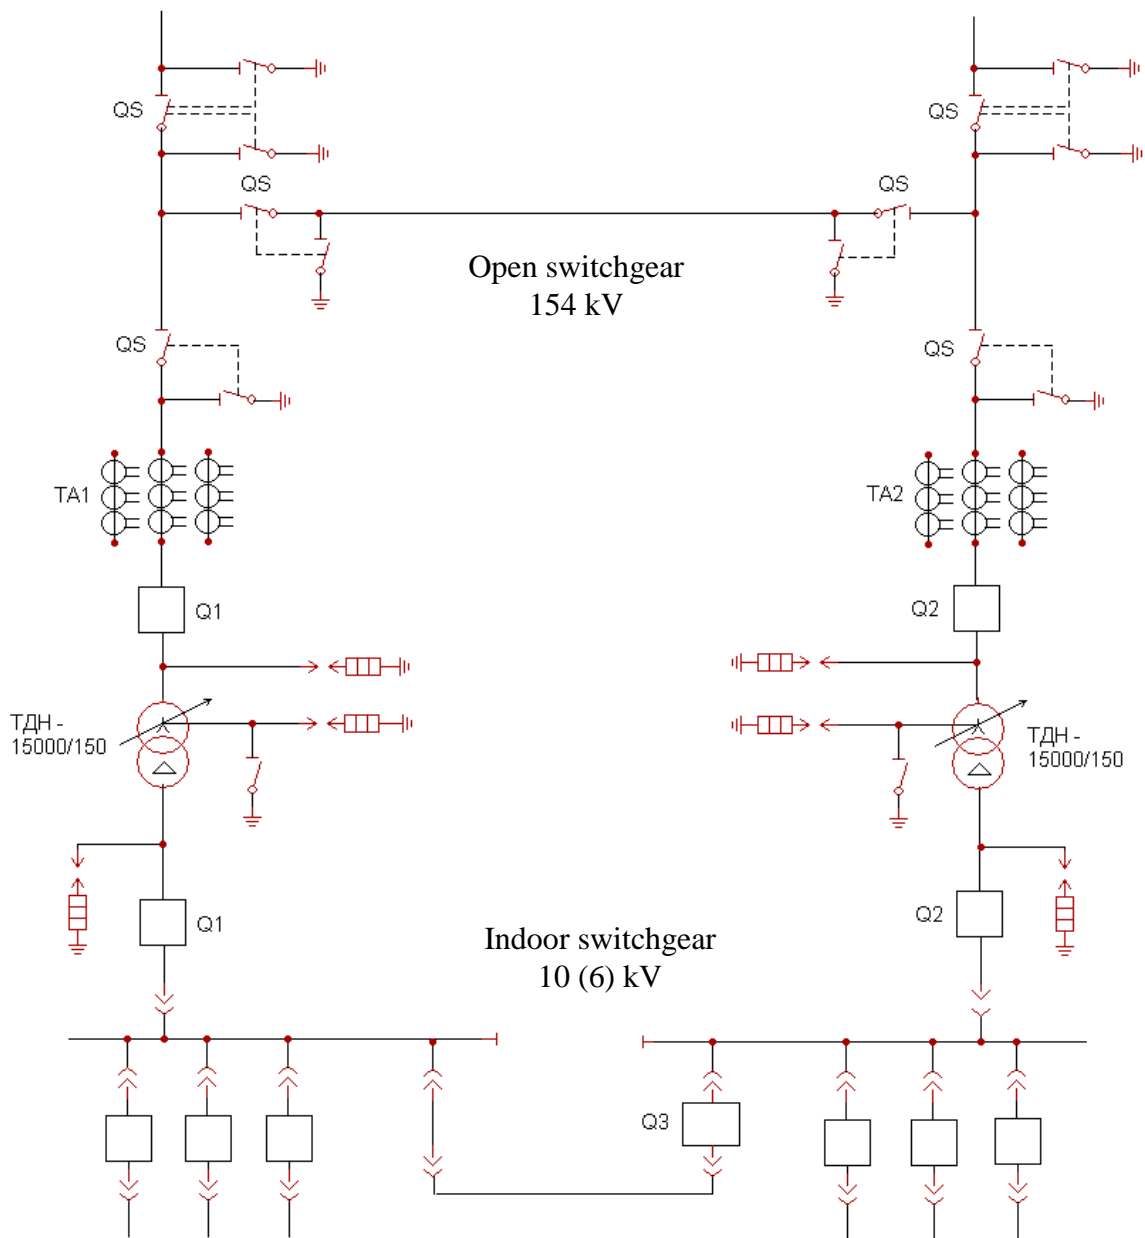 QS
QS
QS
QS
Open switchgear
154 kV
QS
QS
TA1
TA2
Q1
Q2
ТДН -
15000/150
ТДН -
15000/150
Q1
Q2
Indoor switchgear
10 (6) kV
Q3